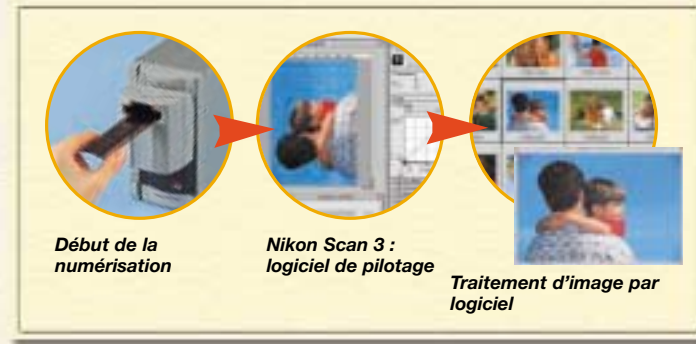 Début de la
numérisation
Nikon Scan 3 :
logiciel de pilotage
Traitement d'image par
logiciel